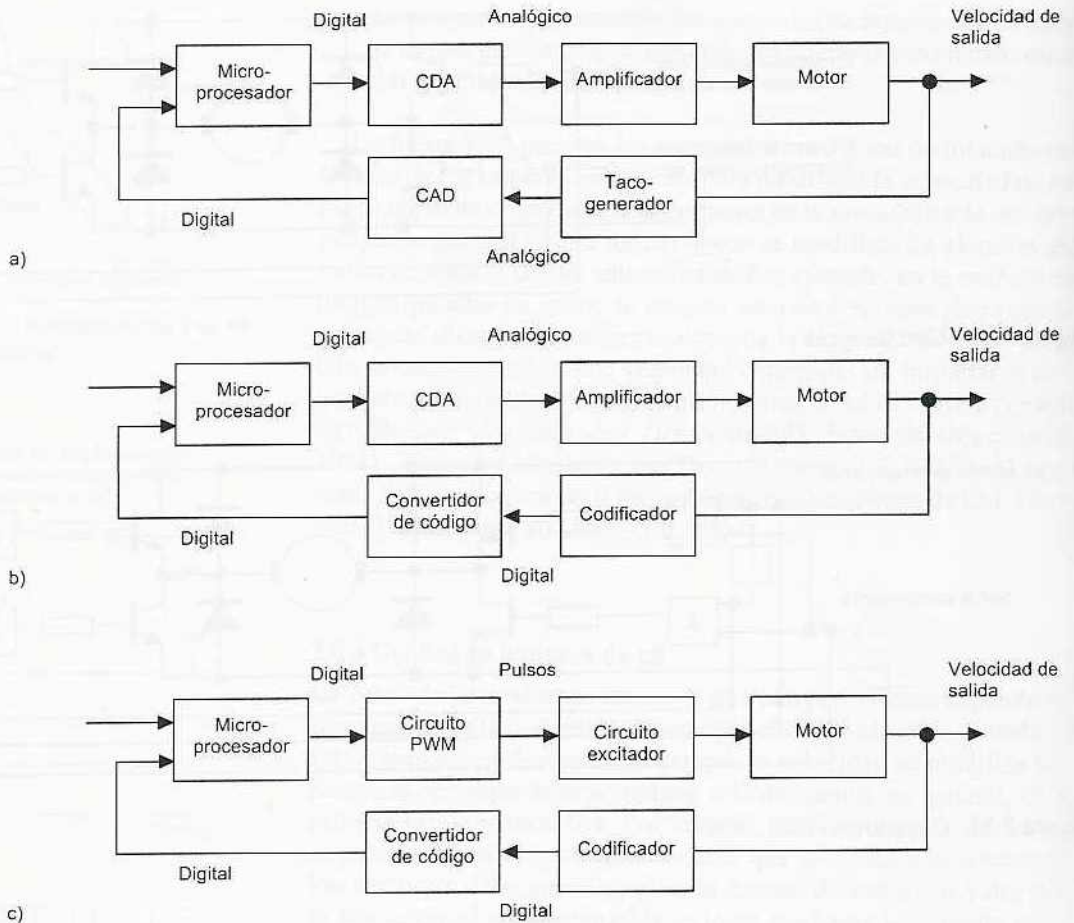 Digital
Analógico
Velocidad de
salida
Micro-
procesador
CDA
Amplificador
Motor
CAD
Taco-
generador
Digital
Analógico
a)
Digital
Analógico
Velocidad de
salida
Micro-
procesador
CDA
Amplificador
Motor
Convertidor
de código
Codificador
Digital
Digital
b)
Digital
Pulsos
Velocidad de
salida
Micro-
procesador
Circuito
PWM
Circuito
excitador
Motor
Convertidor
de código
Codificador
Digital
Digital
c)